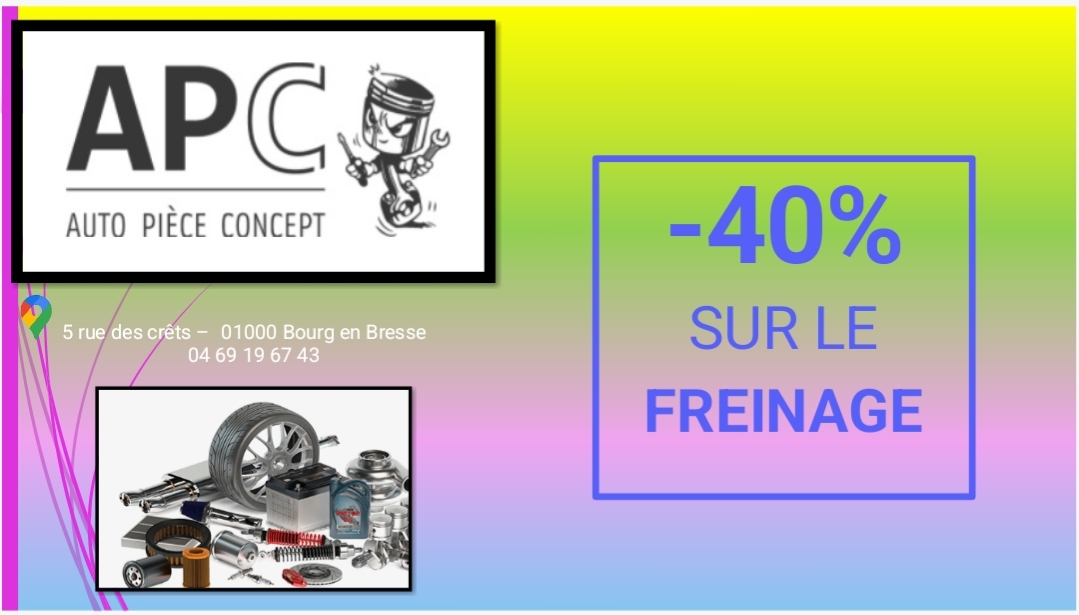 APC
AUTO PIÈCE CONCEPT
5 rue des crêts – 01000 Bourg en Bresse
04 69 19 67 43
-40%
SUR LE
FREINAGE